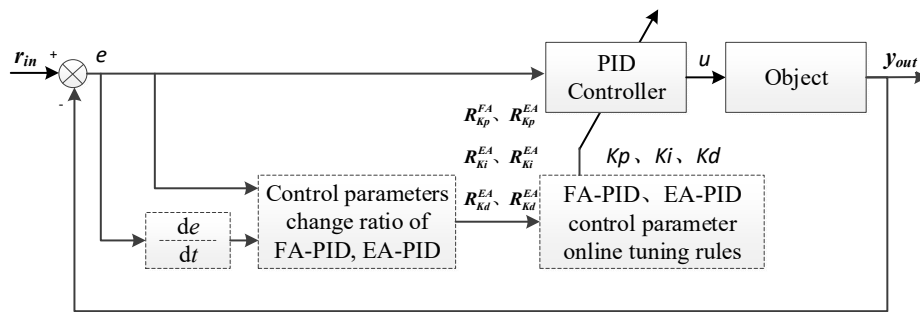 r_in + e
-
PID
Controller
u
Object
y_out
R_Kp^FA、R_Kp^EA
R_Ki^EA、R_Ki^EA
R_Kd^EA、R_Kd^EA
Kp、Ki、Kd
de
dt
Control parameters
change ratio of
FA-PID, EA-PID
FA-PID、EA-PID
control parameter
online tuning rules